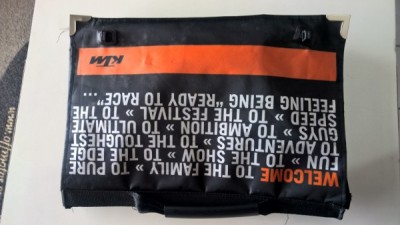 WELCOME TO THE FAMILY » TO PURE
FUN » TO THE SHOW » TO THE EDGE
» TO ADVENTURES » TO THE TOUGHEST
GUYS » TO AMBITION » TO ULTIMATE
SPEED » TO THE FESTIVAL » TO THE
FEELING BEING “READY TO RACE”...
KTM